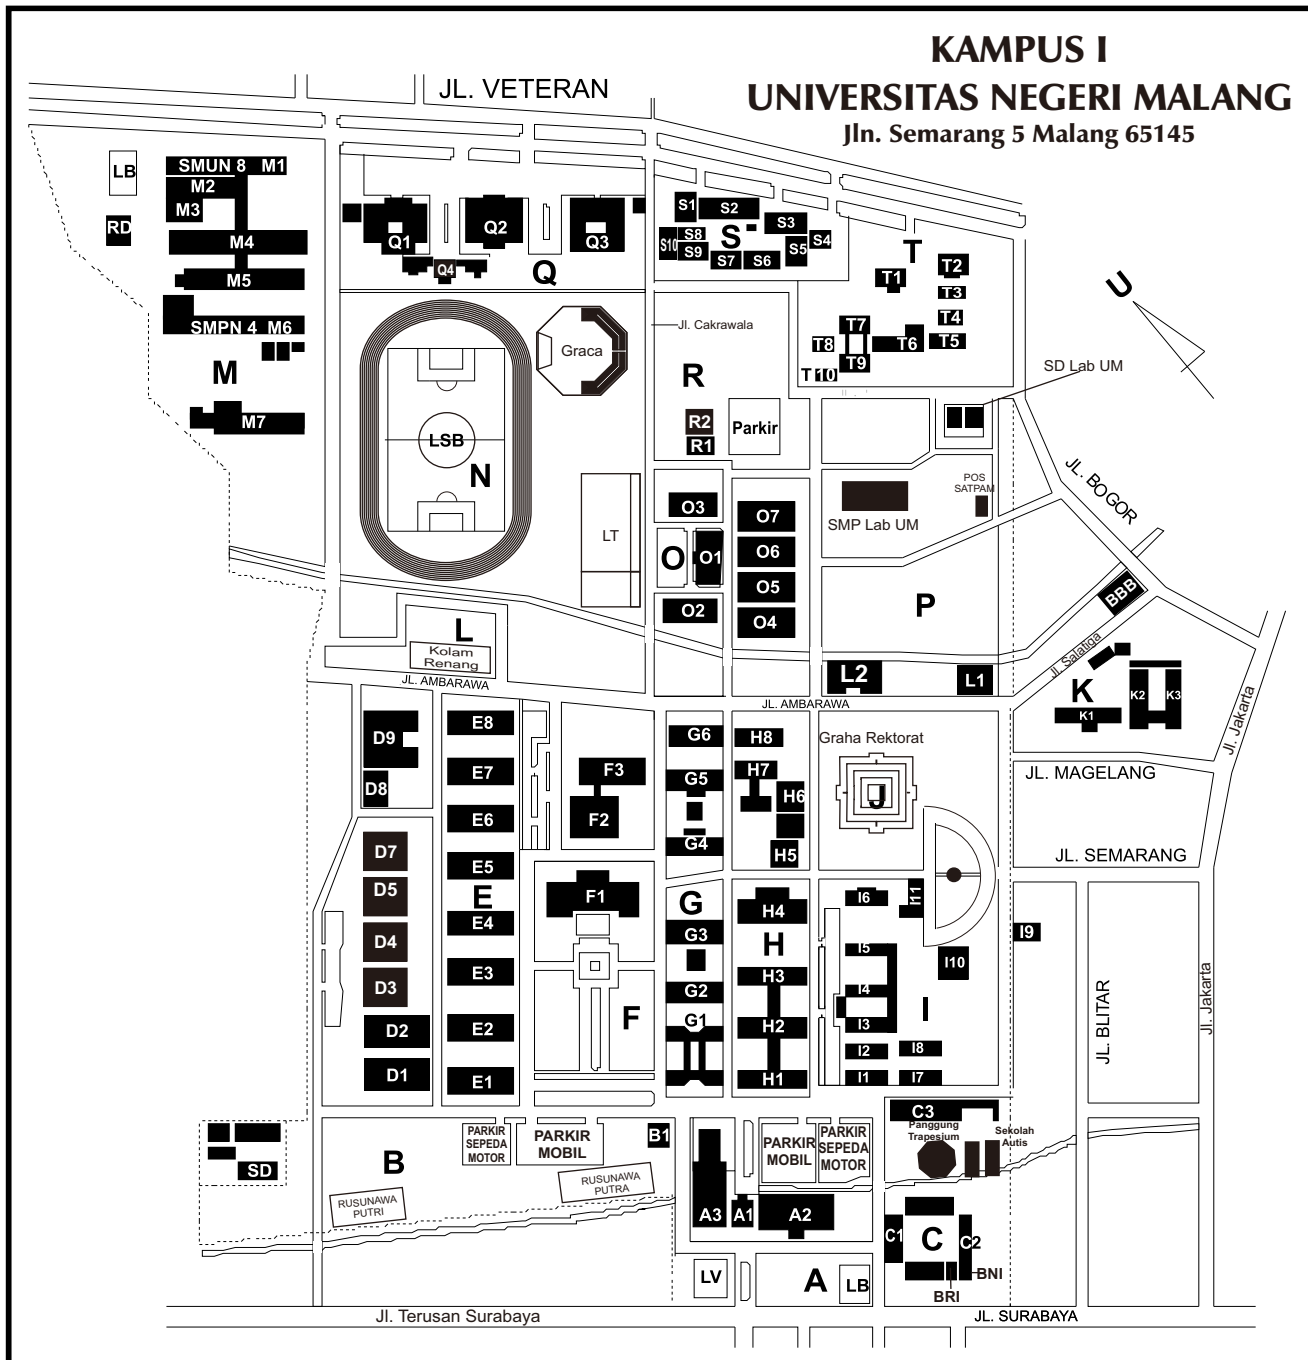 KAMPUS I
UNIVERSITAS NEGERI MALANG
Jln. Semarang 5 Malang 65145
JL. VETERAN
LB
SMUN 8 M1
M2
M3
RD
M4
M5
SMPN 4 M6
M
M7
Q1
Q2
Q3
Q4
Q
S1
S2
S3
S4
S10
S8
S9
S
S5
S7
S6
T
T1
T2
T3
T4
T5
T6
T7
T8
T9
T 10
U
Jl. Cakrawala
Graca
R
R2
R1
Parkir
SD Lab UM
LSB
N
LT
POS
SATPAM
SMP Lab UM
JL. BOGOR
O3
O
O1
O2
O7
O6
O5
O4
P
BBB
Jl. Salatiga
L
Kolam
Renang
JL. AMBARAWA
L2
L1
JL. AMBARAWA
K
K1
K2
K3
Jl. Jakarta
JL. MAGELANG
JL. SEMARANG
D9
D8
D7
D5
D4
D3
D2
D1
E8
E7
E6
E5
E
E4
E3
E2
E1
F3
F2
F1
F
G6
G5
G4
G
G3
G2
G1
H8
H7
H6
H5
H4
H
H3
H2
H1
Graha Rektorat
J
I6
I11
I5
I10
I9
I4
I
I3
I2
I8
I1
I7
JL. BLITAR
Jl. Jakarta
C3
Panggung
Trapesium
Sekolah
Autis
SD
B
PARKIR
SEPEDA
MOTOR
PARKIR
MOBIL
B1
RUSUNAWA
PUTRI
RUSUNAWA
PUTRA
PARKIR
MOBIL
PARKIR
SEPEDA
MOTOR
A3
A1
A2
C1
C
C2
BNI
BRI
LV
A
LB
Jl. Terusan Surabaya
JL. SURABAYA